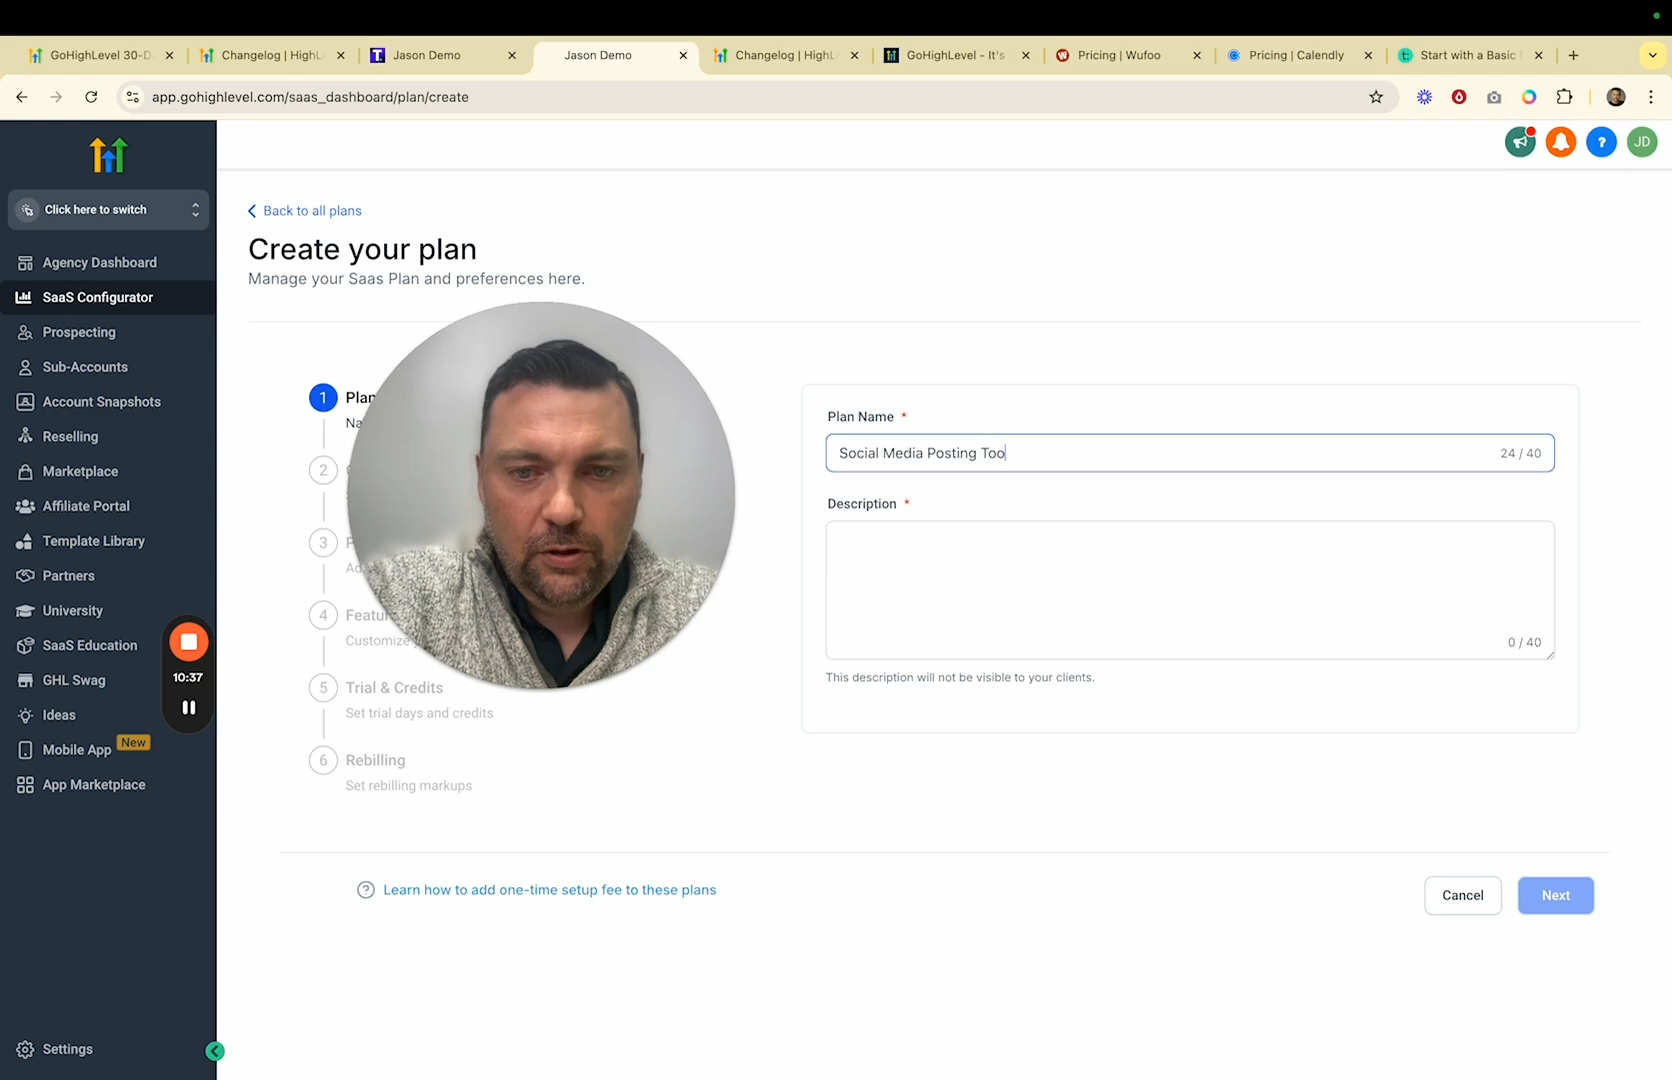 GoHighLevel 30-D
Changelog | HighL
Jason Demo
Jason Demo
Changelog | HighL
GoHighLevel - It's
Pricing | Wufoo
Pricing | Calendly
Start with a Basic
app.gohighlevel.com/saas_dashboard/plan/create
JD
Click here to switch
Agency Dashboard
SaaS Configurator
Prospecting
Sub-Accounts
Account Snapshots
Reselling
Marketplace
Affiliate Portal
Template Library
Partners
University
SaaS Education
GHL Swag
Ideas
Mobile App New
App Marketplace
Settings
10:37
Back to all plans
Create your plan
Manage your Saas Plan and preferences here.
1 Plan
Na
2
3
Ad
4 Featu
Customize
5 Trial & Credits
Set trial days and credits
6 Rebilling
Set rebilling markups
Plan Name *
Social Media Posting Too 24 / 40
Description *
0 / 40
This description will not be visible to your clients.
? Learn how to add one-time setup fee to these plans
Cancel
Next